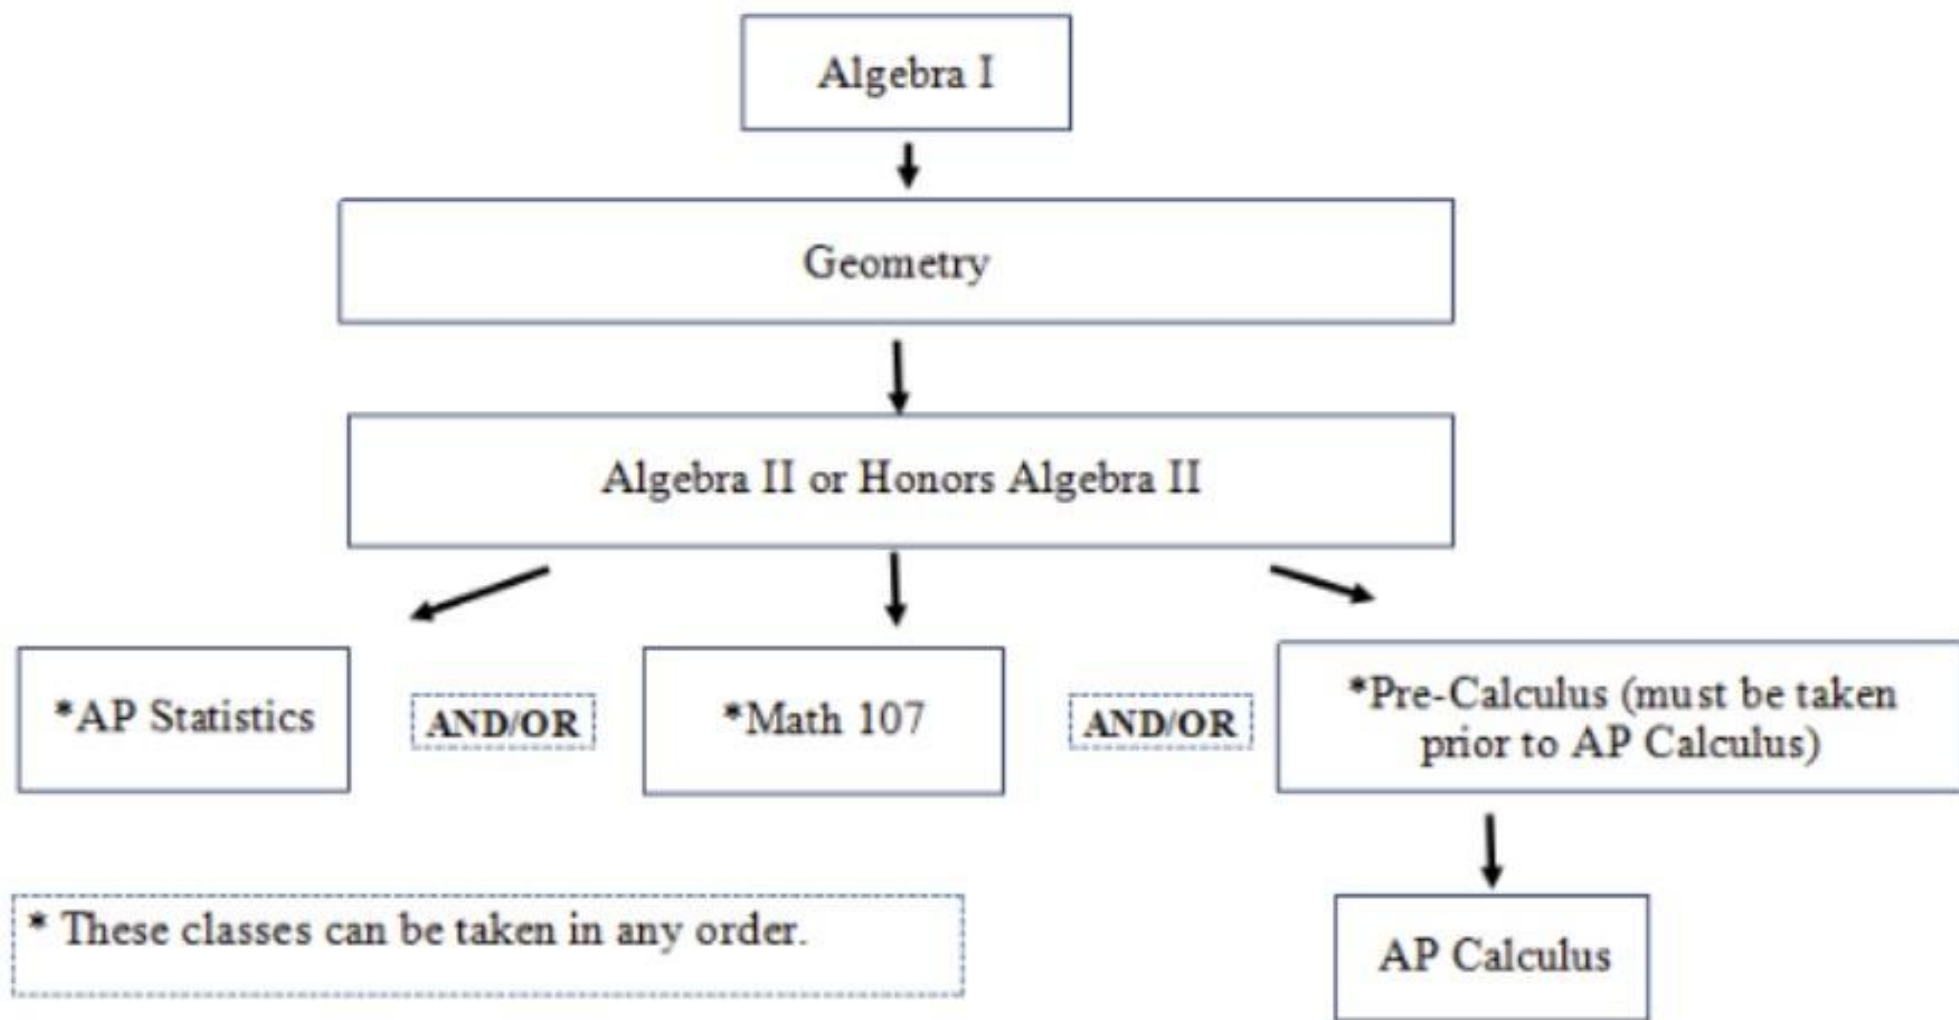 Algebra I
Geometry
Algebra II or Honors Algebra II
*AP Statistics
AND/OR
*Math 107
AND/OR
*Pre-Calculus (must be taken
prior to AP Calculus)
* These classes can be taken in any order.
AP Calculus